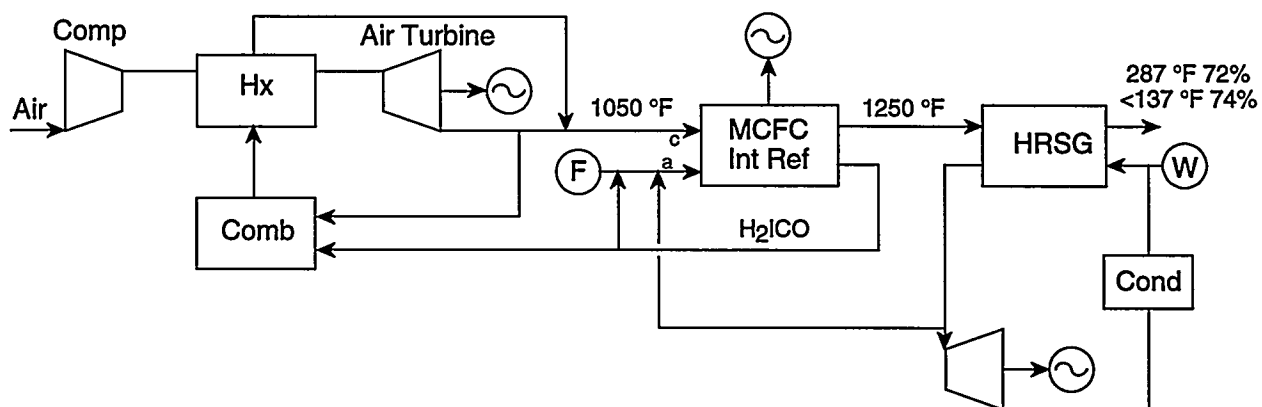 Comp
Air Turbine
Hx
Air
1050 °F
c
MCFC
Int Ref
1250 °F
287 °F 72%
<137 °F 74%
HRSG
F
a
W
Comb
H2ICO
Cond